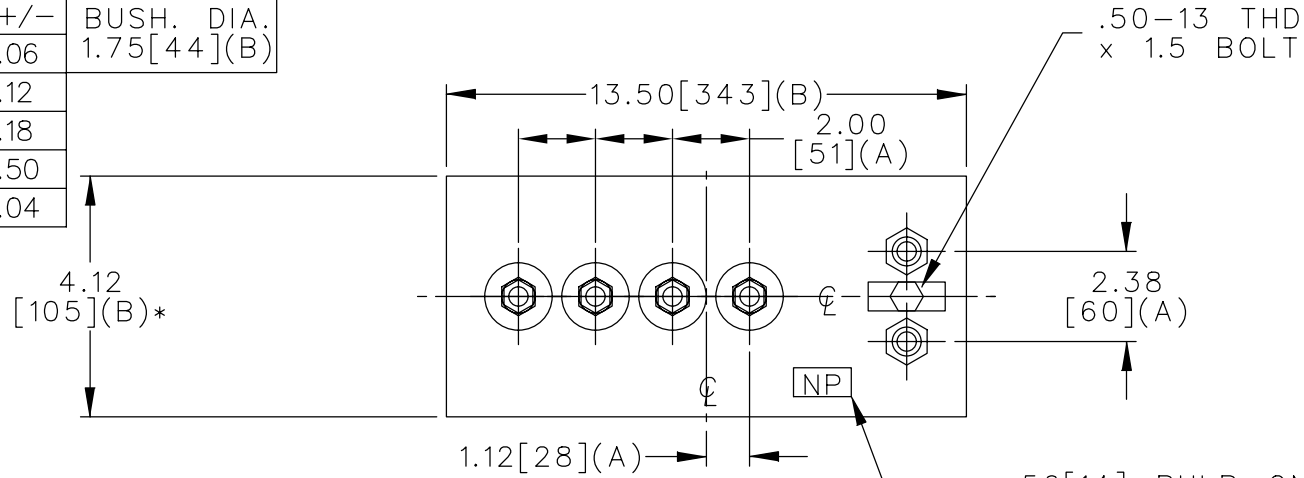 +/-
.06
.12
.18
.50
.04
BUSH. DIA.
1.75[44](B)
.50-13 THD
x 1.5 BOLT
13.50[343](B)
2.00
[51](A)
4.12
[105](B)*
2.38
[60](A)
℄
℄
NP
1.12[28](A)